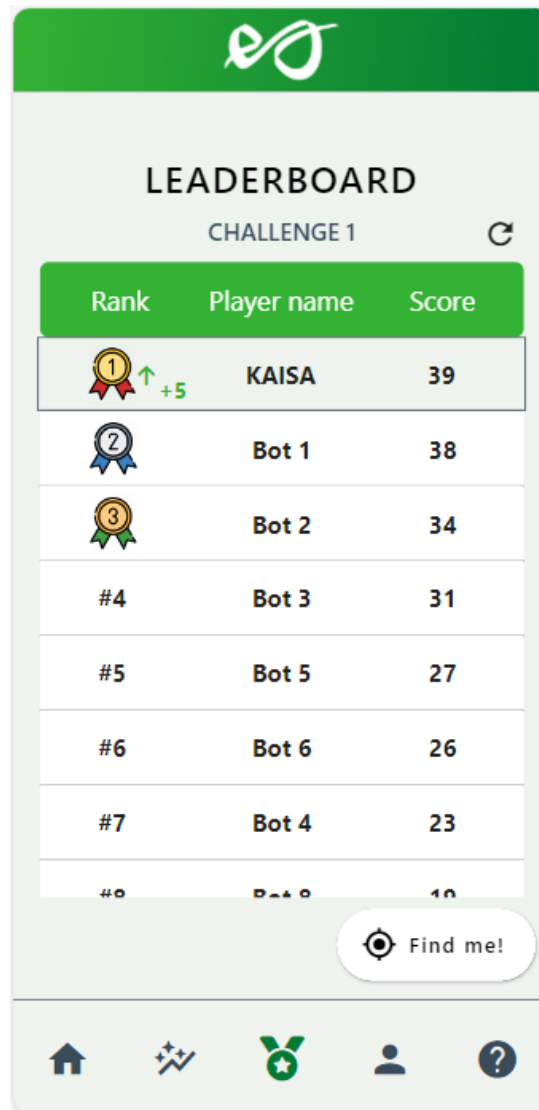 LEADERBOARD
CHALLENGE 1
Rank Player name Score
1 +5 KAISA 39
2 Bot 1 38
3 Bot 2 34
#4 Bot 3 31
#5 Bot 5 27
#6 Bot 6 26
#7 Bot 4 23
Find me!